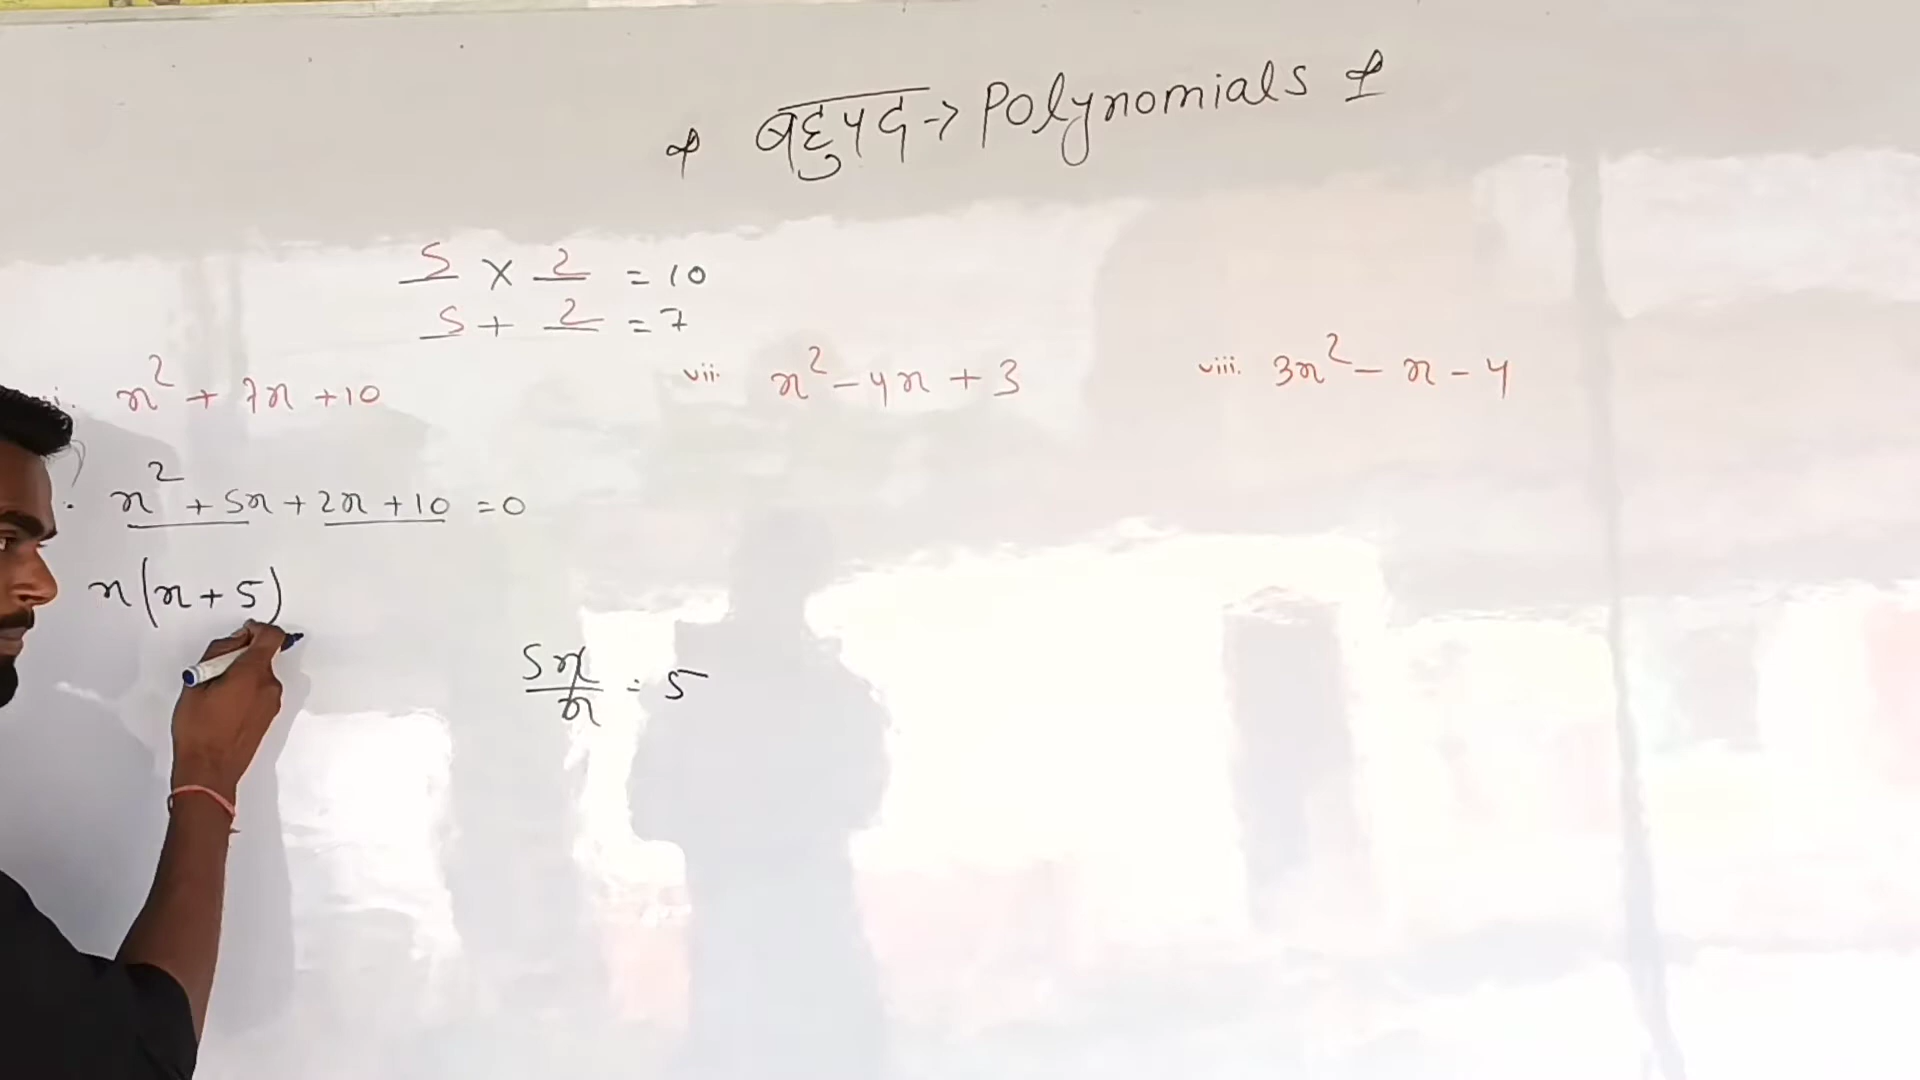 * बहुपद -> Polynomials *
5 × 2 = 10
5 + 2 = 7
x² + 7x + 10
vii. x² - 4x + 3
viii. 3x² - x - 4
x² + 5x + 2x + 10 = 0
x(x + 5)
5x/x = 5